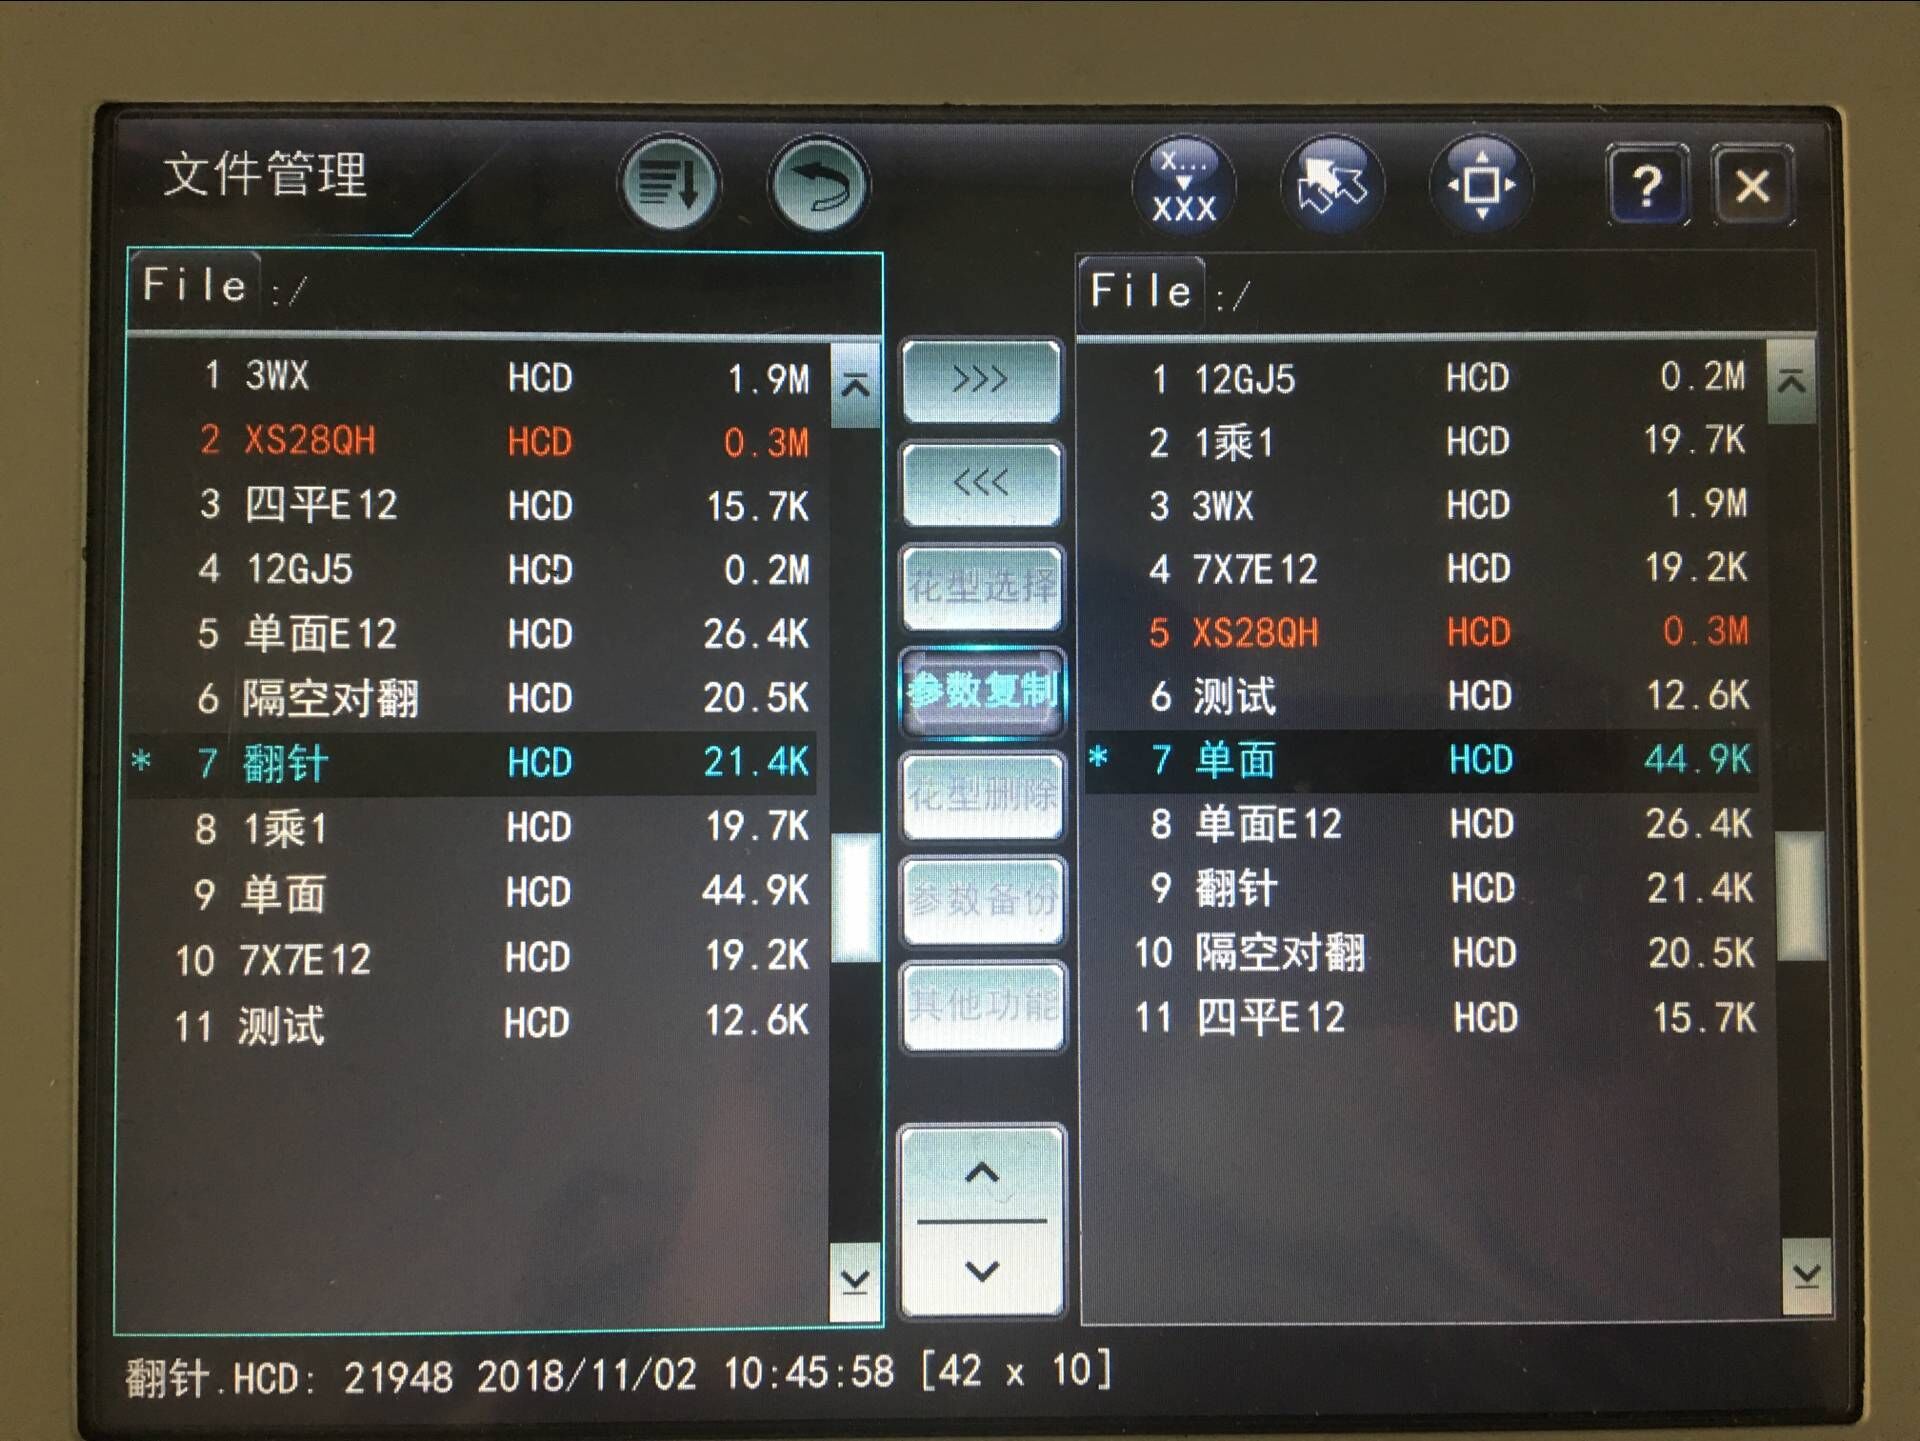 文件管理
x...
XXX
?
File :/
1 3WX HCD 1.9M
2 XS28QH HCD 0.3M
3 四平E12 HCD 15.7K
4 12GJ5 HCD 0.2M
5 单面E12 HCD 26.4K
6 隔空对翻 HCD 20.5K
* 7 翻针 HCD 21.4K
8 1乘1 HCD 19.7K
9 单面 HCD 44.9K
10 7X7E12 HCD 19.2K
11 测试 HCD 12.6K
>>>
<<<
花型选择
参数复制
花型删除
参数备份
其他功能
File :/
1 12GJ5 HCD 0.2M
2 1乘1 HCD 19.7K
3 3WX HCD 1.9M
4 7X7E12 HCD 19.2K
5 XS28QH HCD 0.3M
6 测试 HCD 12.6K
* 7 单面 HCD 44.9K
8 单面E12 HCD 26.4K
9 翻针 HCD 21.4K
10 隔空对翻 HCD 20.5K
11 四平E12 HCD 15.7K
翻针.HCD: 21948 2018/11/02 10:45:58 [42 x 10]